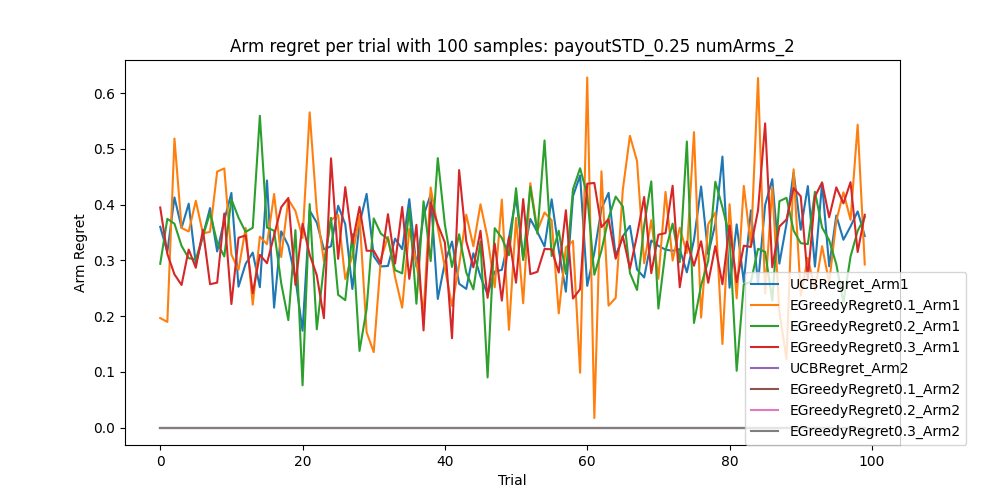 Arm regret per trial with 100 samples: payoutSTD_0.25 numArms_2
Arm Regret
0.6
0.5
0.4
0.3
0.2
0.1
0.0
0
20
40
60
80
100
Trial
UCBRegret_Arm1
EGreedyRegret0.1_Arm1
EGreedyRegret0.2_Arm1
EGreedyRegret0.3_Arm1
UCBRegret_Arm2
EGreedyRegret0.1_Arm2
EGreedyRegret0.2_Arm2
EGreedyRegret0.3_Arm2